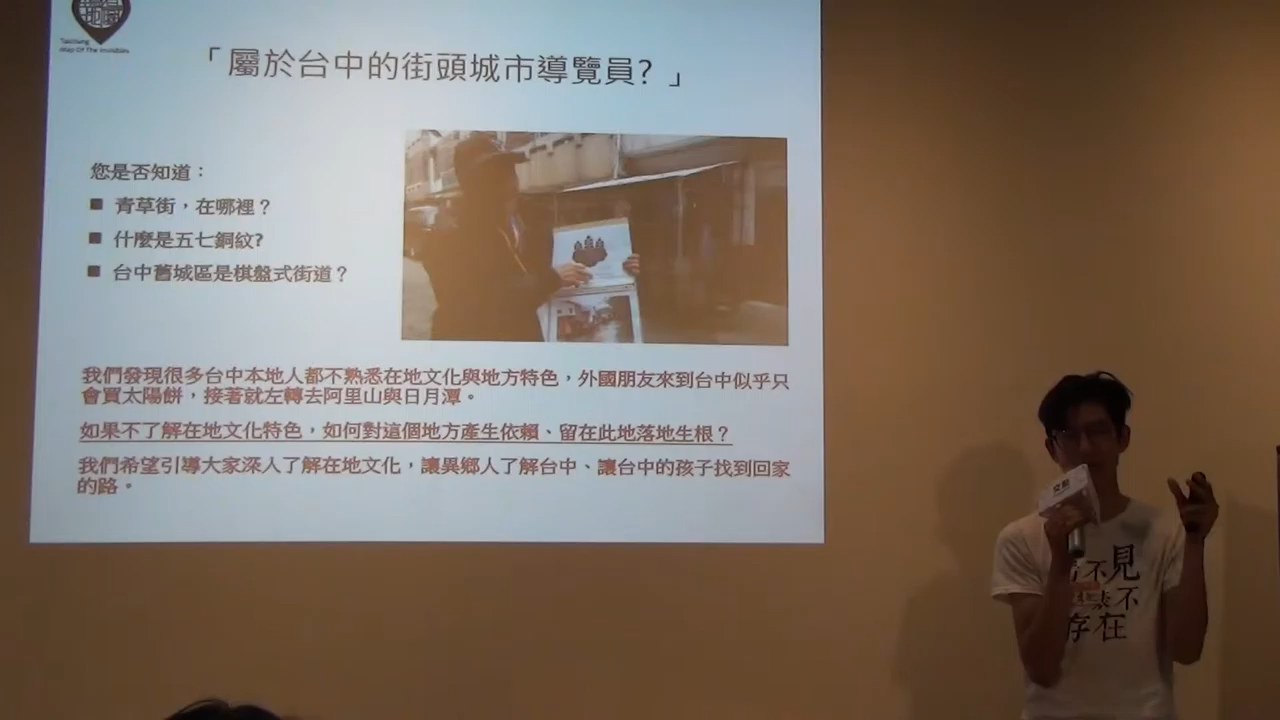 Taichung
Map Of The Invisibles
「屬於台中的街頭城市導覽員?」
您是否知道：
■ 青草街，在哪裡？
■ 什麼是五七銅紋?
■ 台中舊城區是棋盤式街道？
我們發現很多台中本地人都不熟悉在地文化與地方特色，外國朋友來到台中似乎只
會買太陽餅，接著就左轉去阿里山與日月潭。
如果不了解在地文化特色，如何對這個地方產生依賴、留在此地落地生根？
我們希望引導大家深入了解在地文化，讓異鄉人了解台中、讓台中的孩子找到回家
的路。
見
不
不
存在